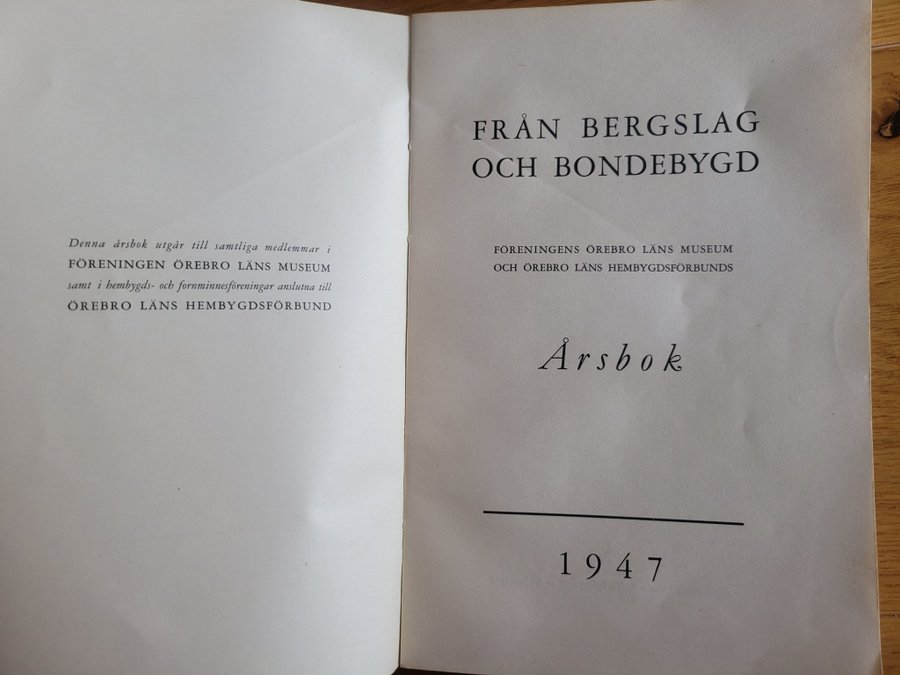 Denna årsbok utgår till samtliga medlemmar i
FÖRENINGEN ÖREBRO LÄNS MUSEUM
samt i hembygds- och fornminnesföreningar anslutna till
ÖREBRO LÄNS HEMBYGDSFÖRBUND
FRÅN BERGSLAG
OCH BONDEBYGD
FÖRENINGENS ÖREBRO LÄNS MUSEUM
OCH ÖREBRO LÄNS HEMBYGDSFÖRBUNDS
Årsbok
1947